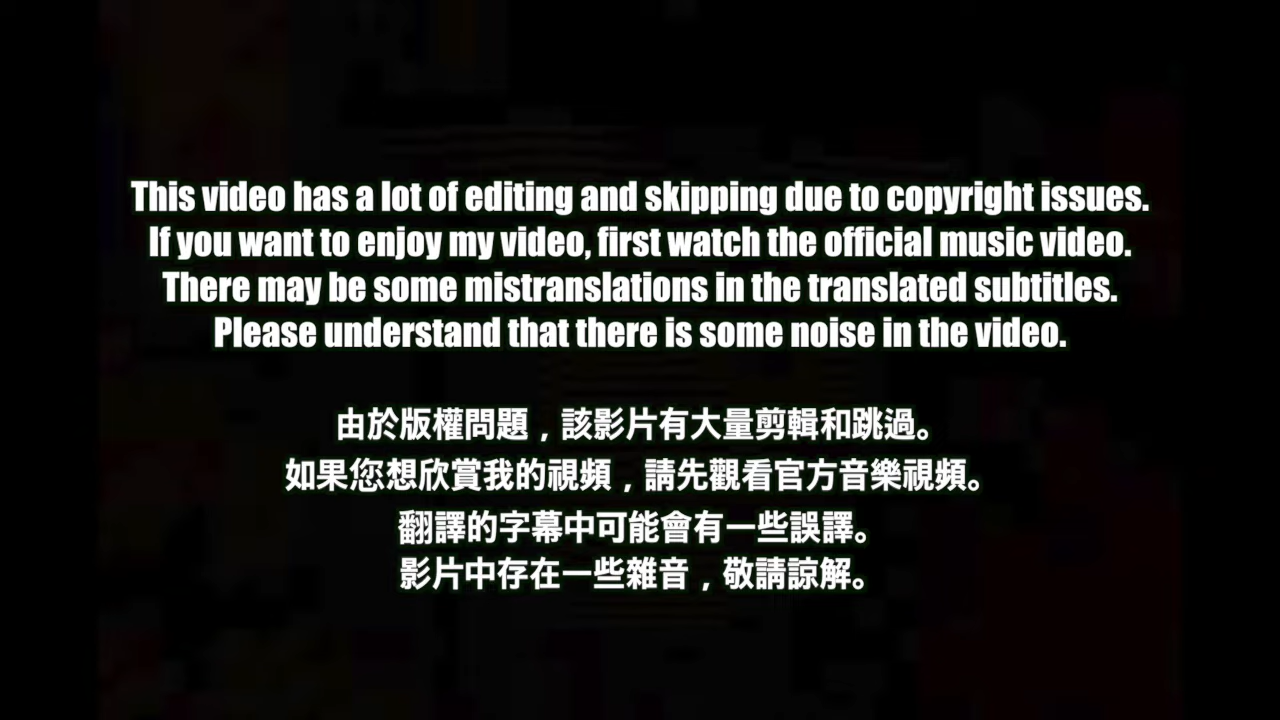 This video has a lot of editing and skipping due to copyright issues.
If you want to enjoy my video, first watch the official music video.
There may be some mistranslations in the translated subtitles.
Please understand that there is some noise in the video.
由於版權問題，該影片有大量剪輯和跳過。
如果您想欣賞我的視頻，請先觀看官方音樂視頻。
翻譯的字幕中可能會有一些誤譯。
影片中存在一些雜音，敬請諒解。